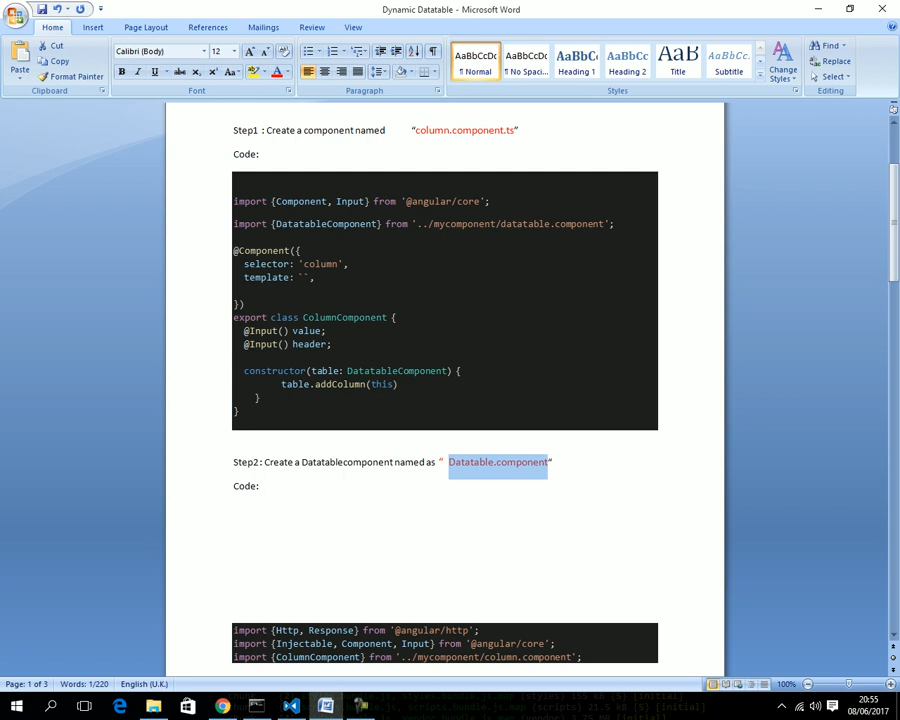 Dynamic Datatable - Microsoft Word
Home Insert Page Layout References Mailings Review View
Paste Cut Copy Format Painter
Calibri (Body) 12
AaBbCcDc ¶ Normal AaBbCcDc ¶ No Spaci... AaBbCc Heading 1 AaBbCc Heading 2 AaB Title AaBbCc. Subtitle
Change Styles
Find Replace Select
Clipboard Font Paragraph Styles Editing
Step1 : Create a component named “column.component.ts”
Code:
import {Component, Input} from '@angular/core';
import {DatatableComponent} from '../mycomponent/datatable.component';
@Component({
selector: 'column',
template: ``,
})
export class ColumnComponent {
@Input() value;
@Input() header;
constructor(table: DatatableComponent) {
table.addColumn(this)
}
}
Step2 : Create a Datatablecomponent named as “ Datatable.component“
Code:
import {Http, Response} from '@angular/http';
import {Injectable, Component, Input} from '@angular/core';
import {ColumnComponent} from '../mycomponent/column.component';
Page: 1 of 3 Words: 1/220 English (U.K.) 100%
20:55
08/06/2017